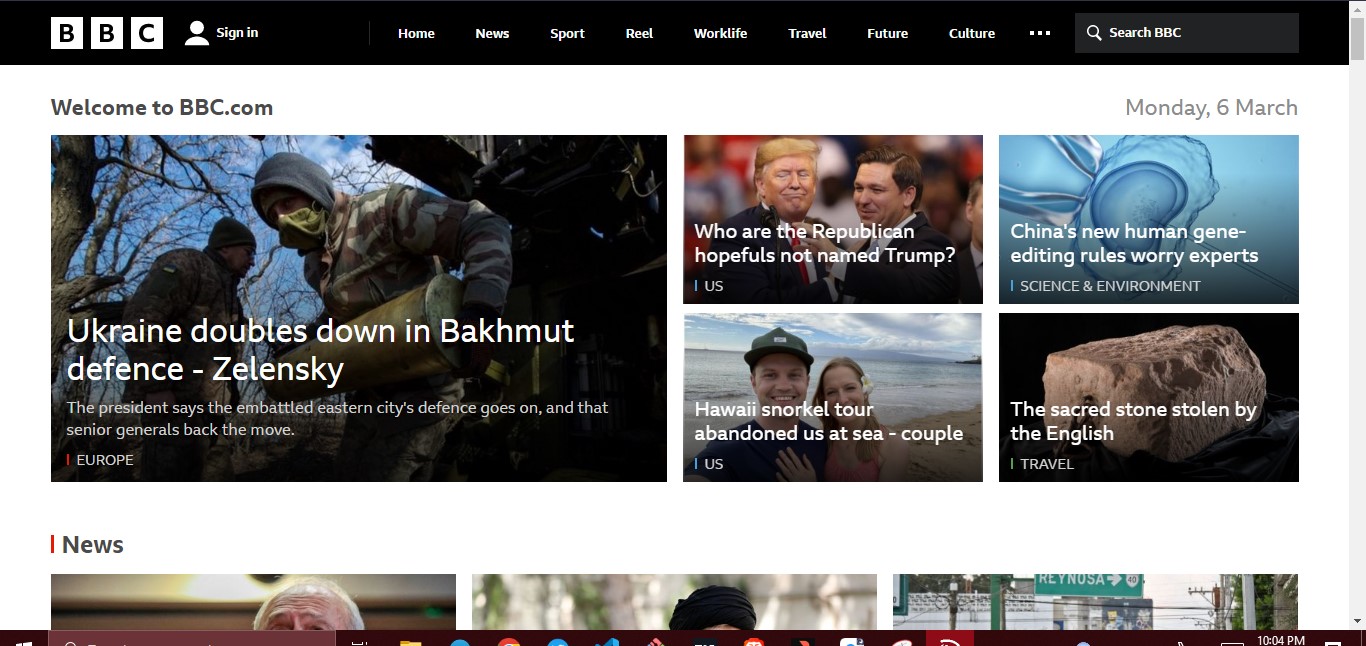 BBC
Sign in
Home
News
Sport
Reel
Worklife
Travel
Future
Culture
Search BBC
Welcome to BBC.com
Monday, 6 March
Ukraine doubles down in Bakhmut
defence - Zelensky
The president says the embattled eastern city's defence goes on, and that
senior generals back the move.
EUROPE
Who are the Republican
hopefuls not named Trump?
US
China's new human gene-
editing rules worry experts
SCIENCE & ENVIRONMENT
Hawaii snorkel tour
abandoned us at sea - couple
US
The sacred stone stolen by
the English
TRAVEL
News
REYNOSA
40
10:04 PM